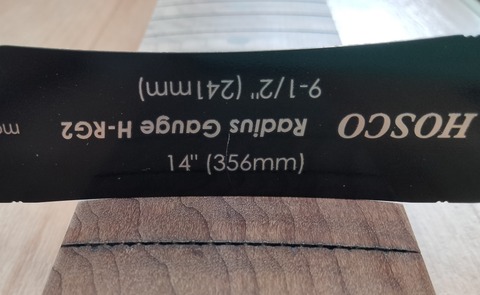 9-1/2" (241mm)
HOSCO Radius Gauge H-RG2
14" (356mm)